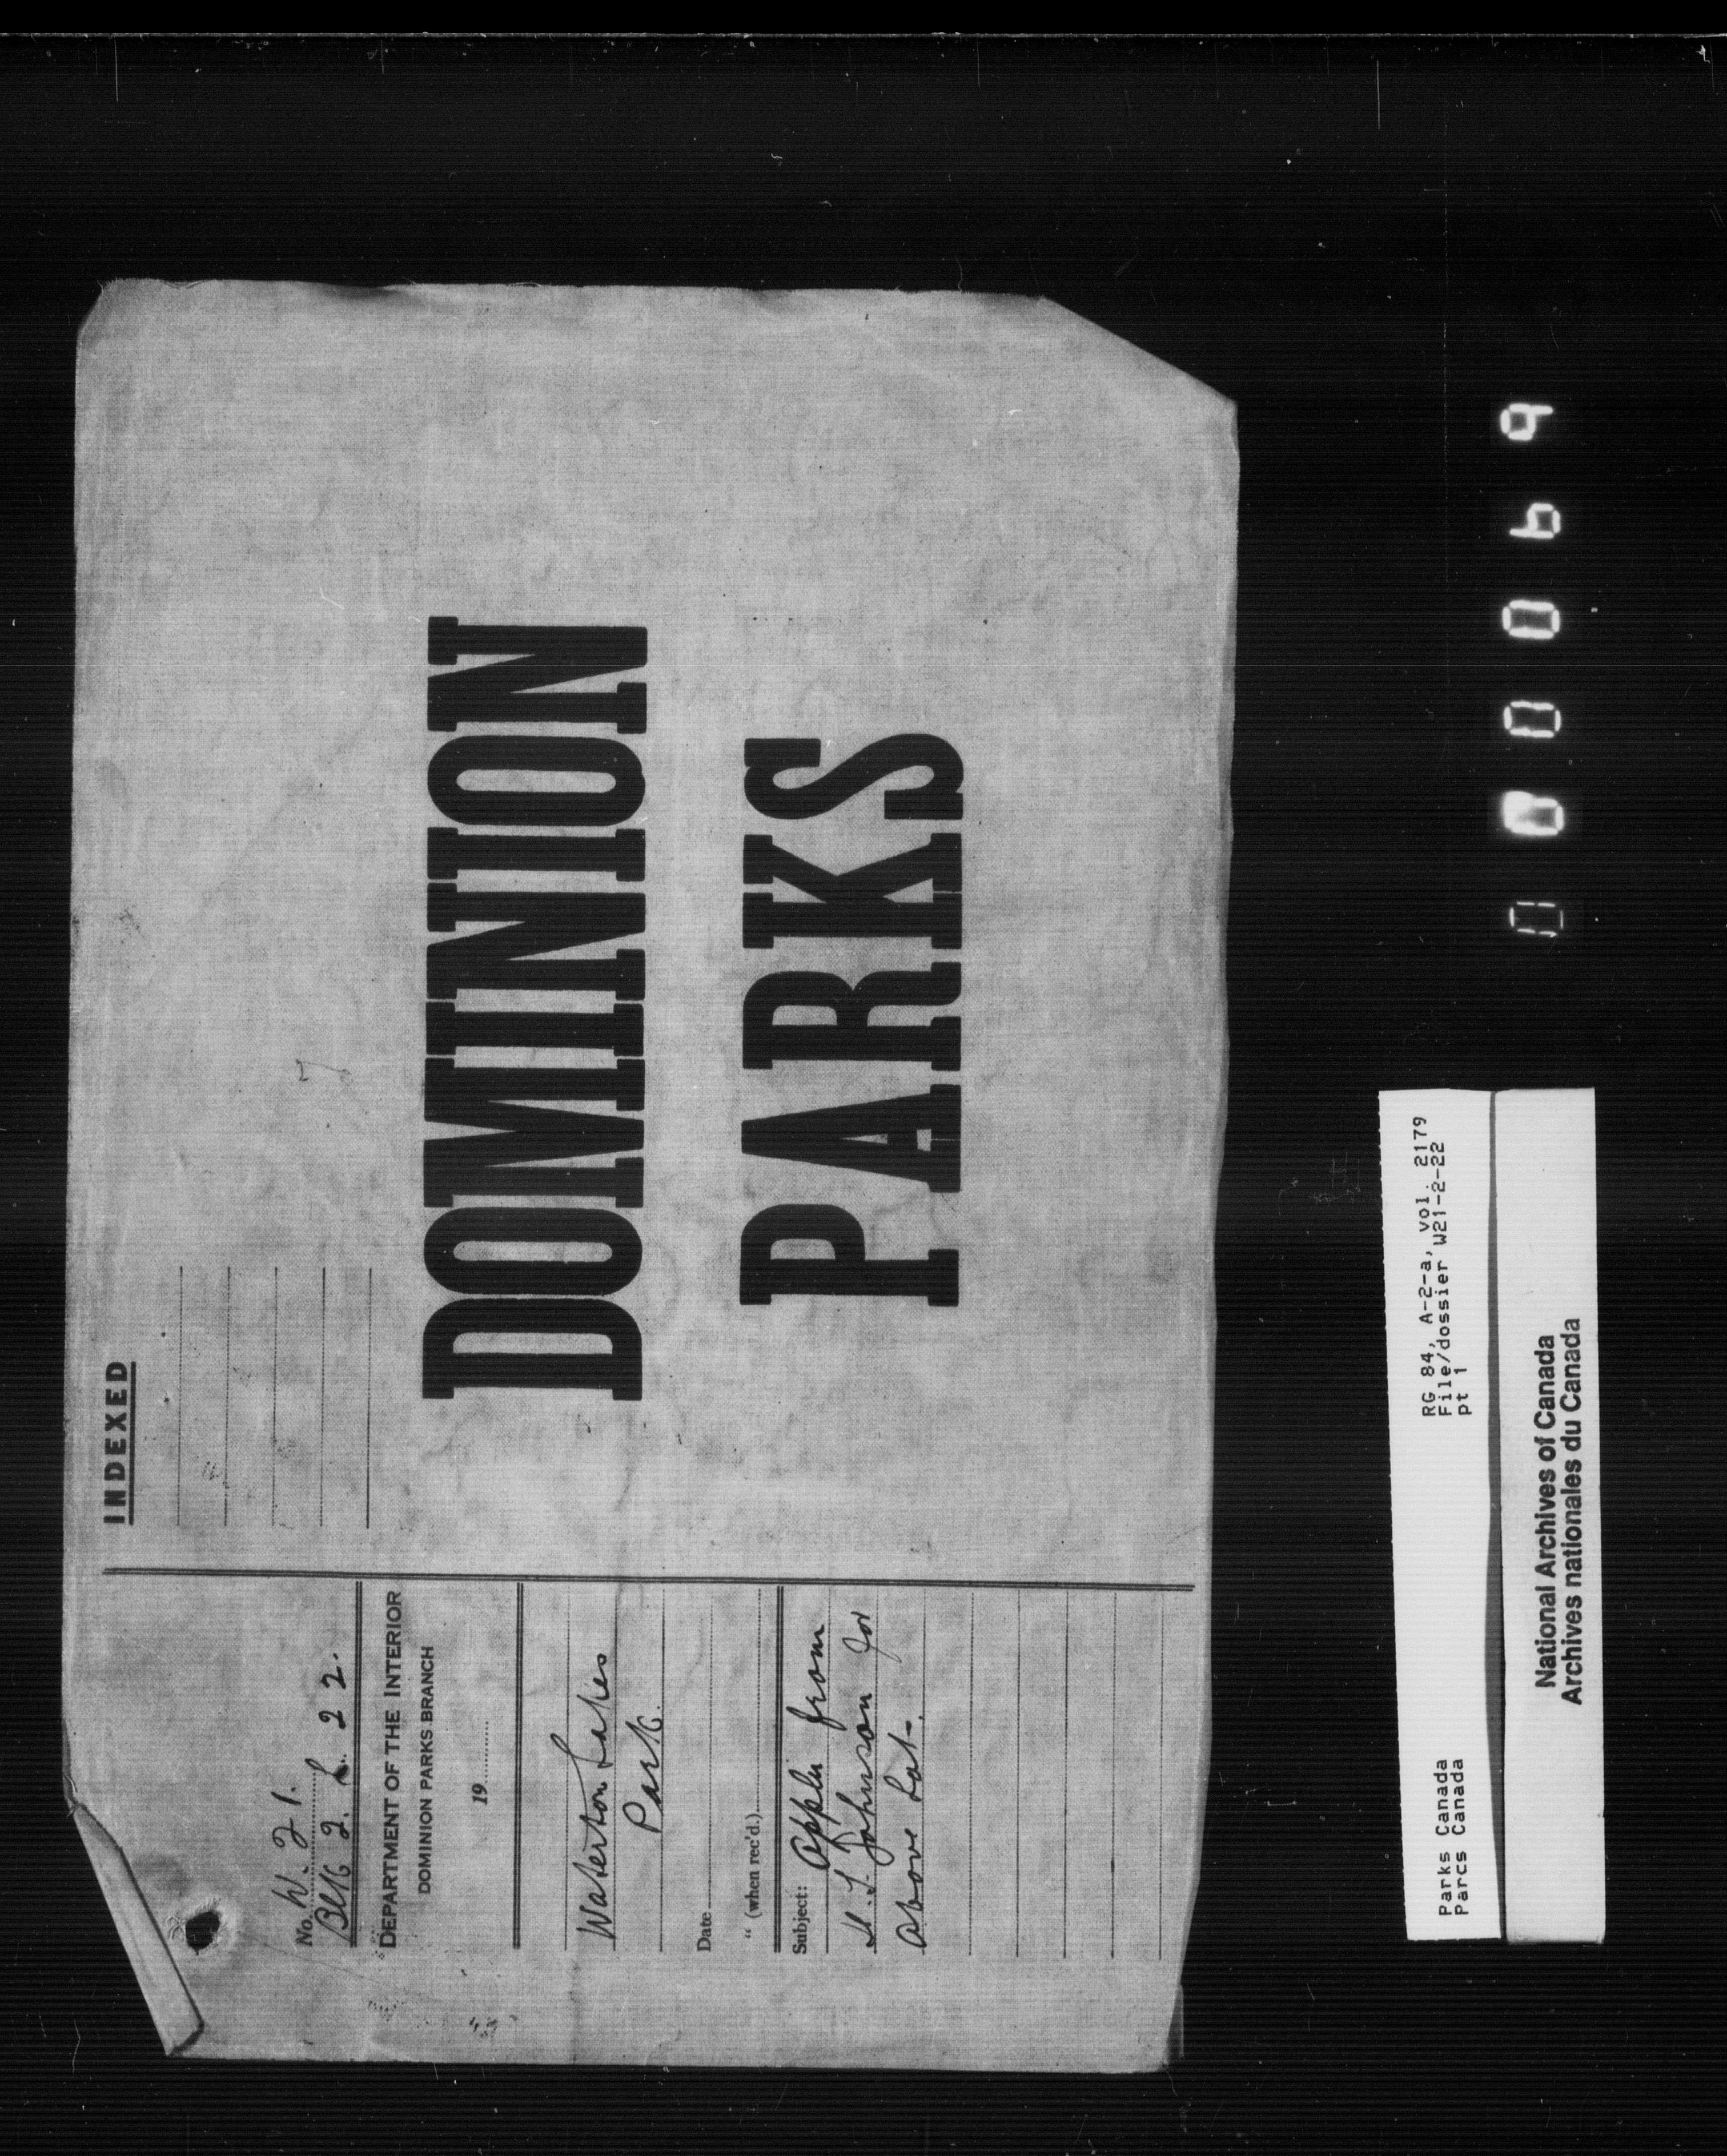 No. W. 21.
Blk 2. L. 22.
DEPARTMENT OF THE INTERIOR
DOMINION PARKS BRANCH
19
Waterton Lakes
Park.
Date
" (when rec'd.)
Subject: Appln from
H. S. Johnson for
above Lot.
INDEXED
DOMINION
PARKS
Parks Canada
Parcs Canada
RG 84, A-2-a, vol. 2179
File/dossier W21-2-22
pt 1
National Archives of Canada
Archives nationales du Canada